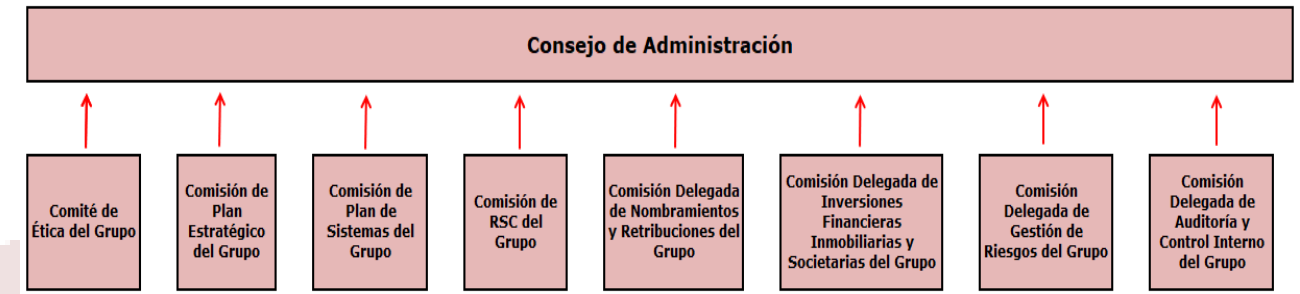 Consejo de Administración
Comité de
Ética del Grupo
Comisión de
Plan
Estratégico
del Grupo
Comisión de
Plan de
Sistemas del
Grupo
Comisión de
RSC del
Grupo
Comisión Delegada
de Nombramientos
y Retribuciones del
Grupo
Comisión Delegada de
Inversiones
Financieras
Inmobiliarias y
Societarias del Grupo
Comisión
Delegada de
Gestión de
Riesgos del Grupo
Comisión
Delegada de
Auditoría y
Control Interno
del Grupo